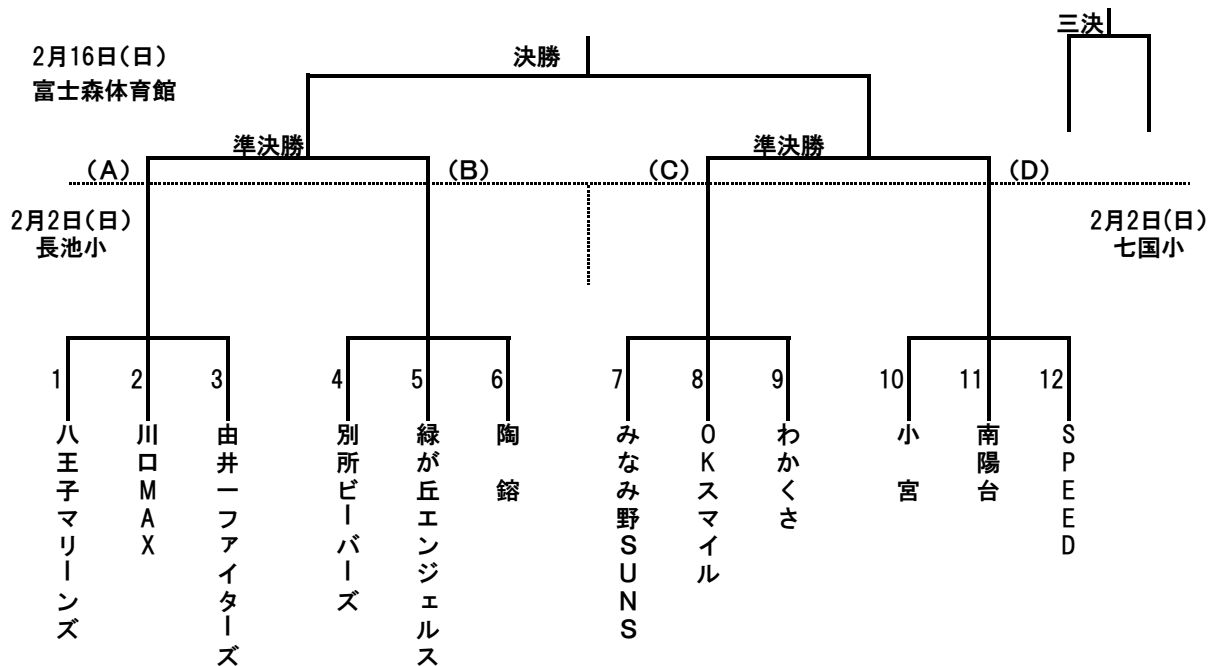 三決
2月16日(日)
決勝
富士森体育館
準決勝
準決勝
(A)
(B)
(C)
(D)
2月2日(日)
長池小
2月2日(日)
七国小
1
2
3
4
5
6
7
8
9
10
11
12
八王子マリーンズ
川口MAX
由井一ファイターズ
別所ビーバーズ
緑が丘エンジェルス
陶鎔
みなみ野SUNS
OKスマイル
わかくさ
小宮
南陽台
SPEED